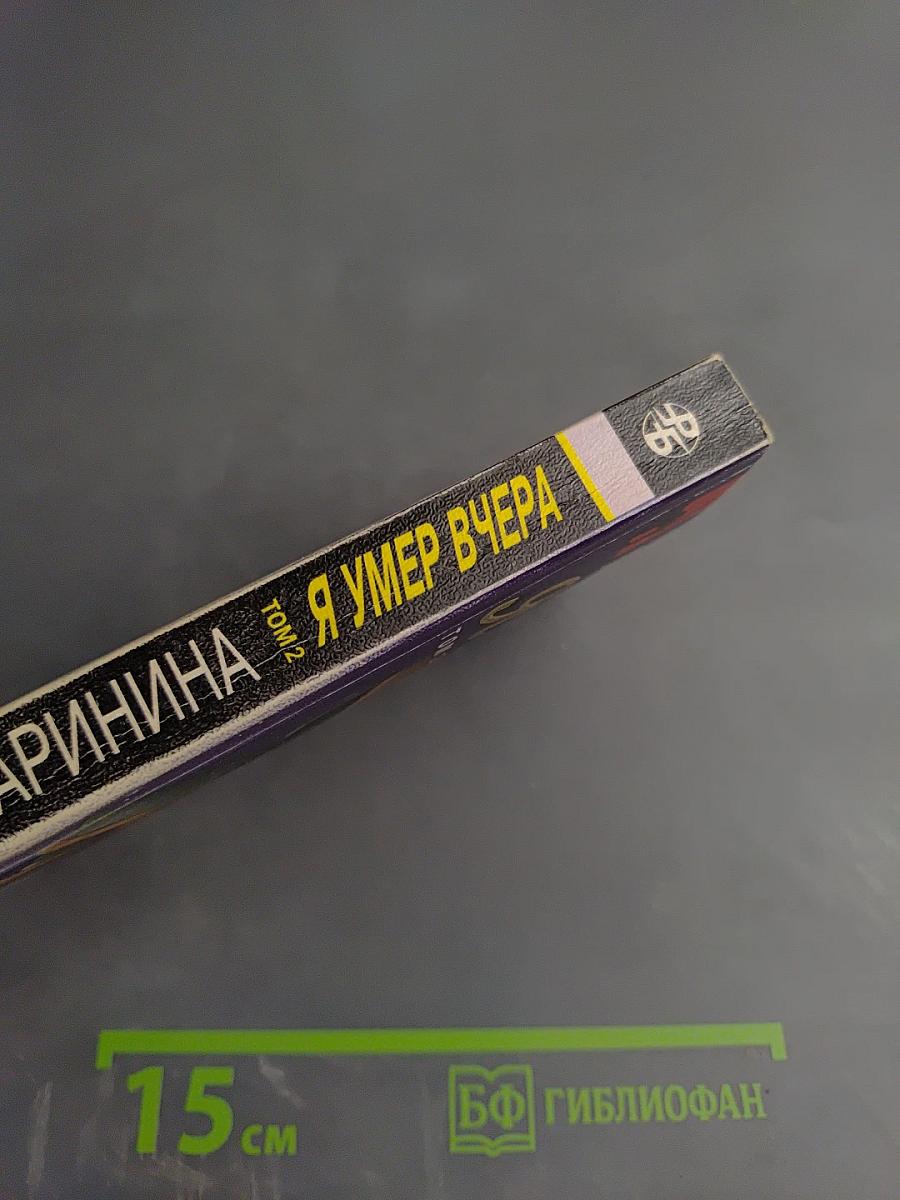 АРИНИНА
ТОМ 2
Я УМЕР ВЧЕРА
15 см
БФ ГИБЛИОФАН